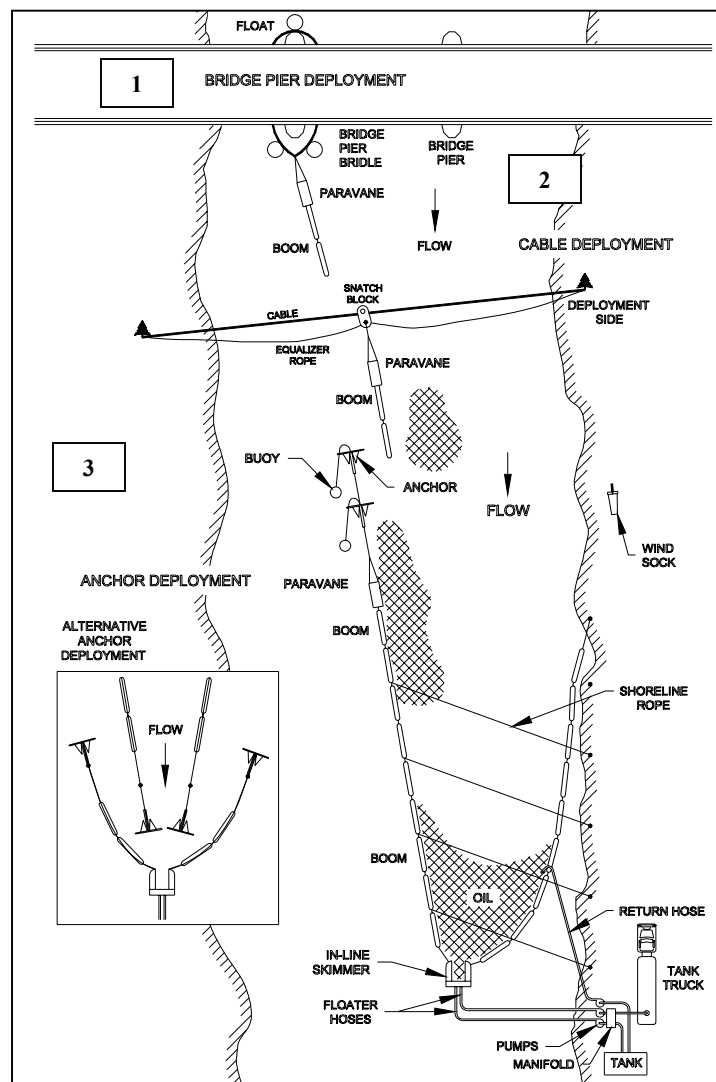 FLOAT
1
BRIDGE PIER DEPLOYMENT
BRIDGE
PIER
BRIDLE
BRIDGE
PIER
2
PARAVANE
BOOM
FLOW
CABLE DEPLOYMENT
SNATCH
BLOCK
CABLE
DEPLOYMENT
SIDE
EQUALIZER
ROPE
PARAVANE
BOOM
3
BUOY
ANCHOR
FLOW
WIND
SOCK
ANCHOR DEPLOYMENT
PARAVANE
BOOM
ALTERNATIVE
ANCHOR
DEPLOYMENT
FLOW
SHORELINE
ROPE
BOOM
OIL
RETURN HOSE
IN-LINE
SKIMMER
TANK
TRUCK
FLOATER
HOSES
PUMPS
MANIFOLD
TANK